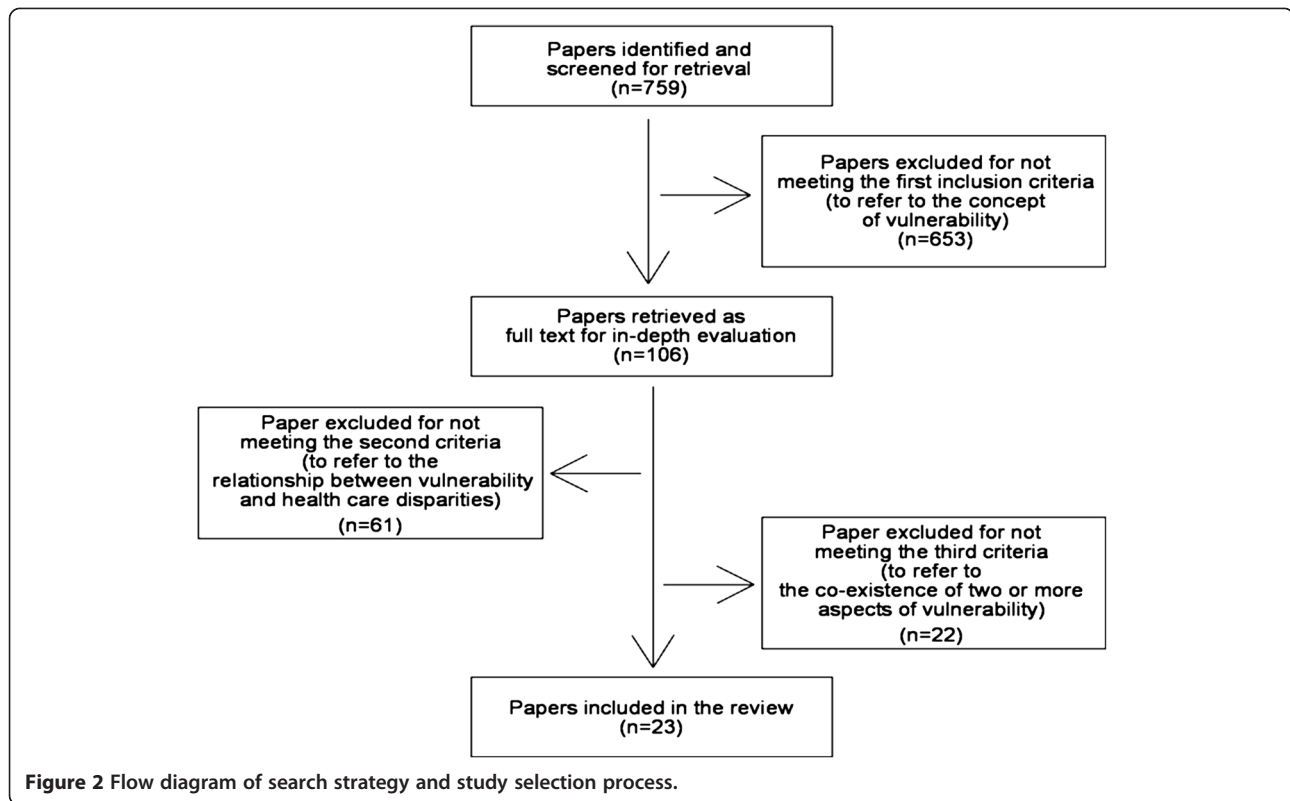 Papers identified and
screened for retrieval
(n=759)
Papers excluded for not
meeting the first inclusion criteria
(to refer to the concept
of vulnerability)
(n=653)
Papers retrieved as
full text for in-depth evaluation
(n=106)
Paper excluded for not
meeting the second criteria
(to refer to the
relationship between vulnerability
and health care disparities)
(n=61)
Paper excluded for not
meeting the third criteria
(to refer to
the co-existence of two or more
aspects of vulnerability)
(n=22)
Papers included in the review
(n=23)
Figure 2 Flow diagram of search strategy and study selection process.